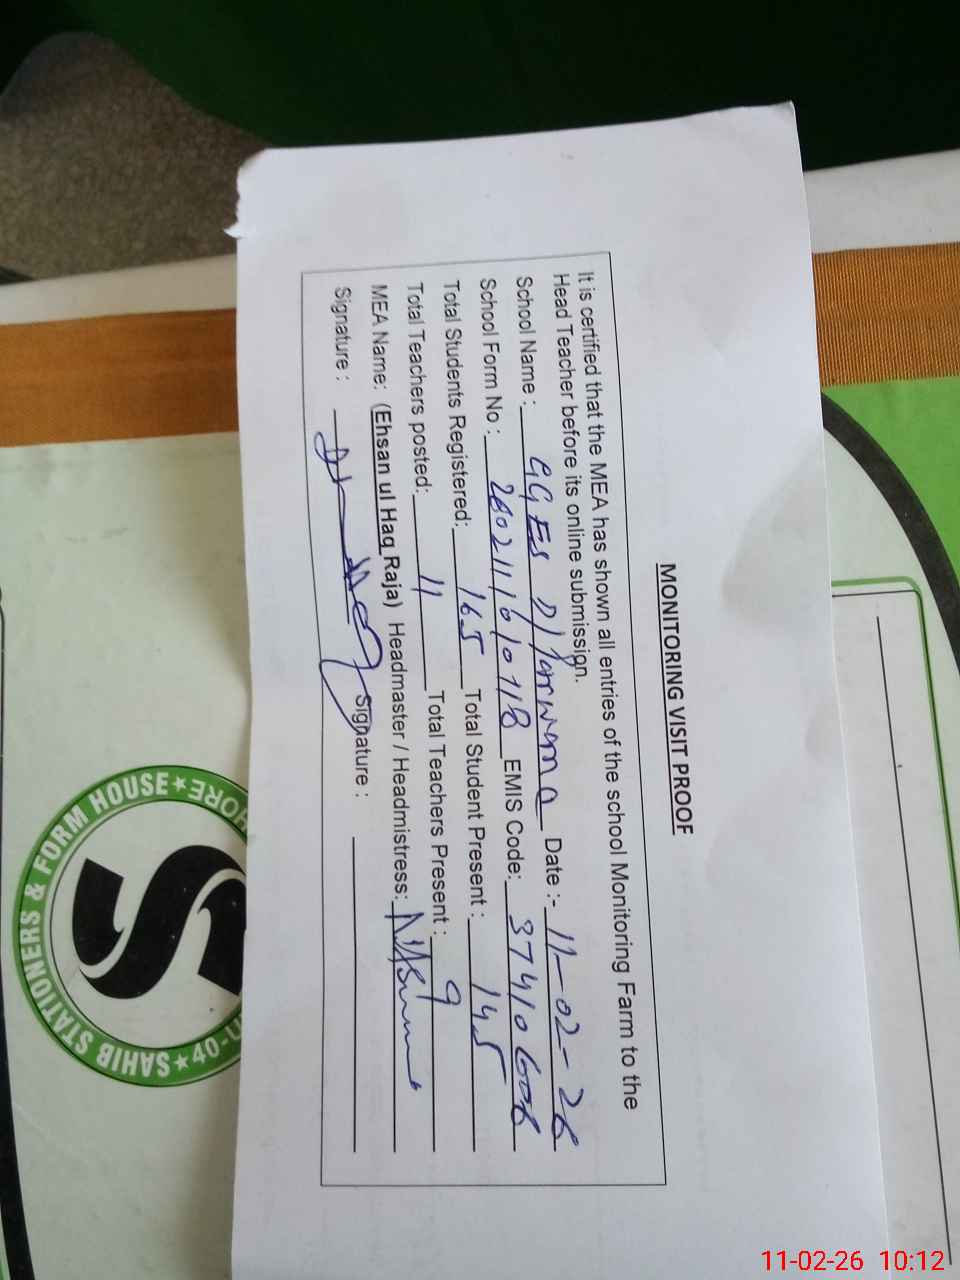 MONITORING VISIT PROOF
It is certified that the MEA has shown all entries of the school Monitoring Farm to the
Head Teacher before its online submission.
School Name : GGES Date :- 11-02-26
School Form No : EMIS Code: 37410606
Total Students Registered: 165 Total Student Present : 145
Total Teachers posted: 11 Total Teachers Present : 9
MEA Name: (Ehsan ul Haq Raja) Headmaster / Headmistress:
Signature : Signature :
SAHIB STATIONERS & FORM HOUSE
40-
11-02-26 10:12